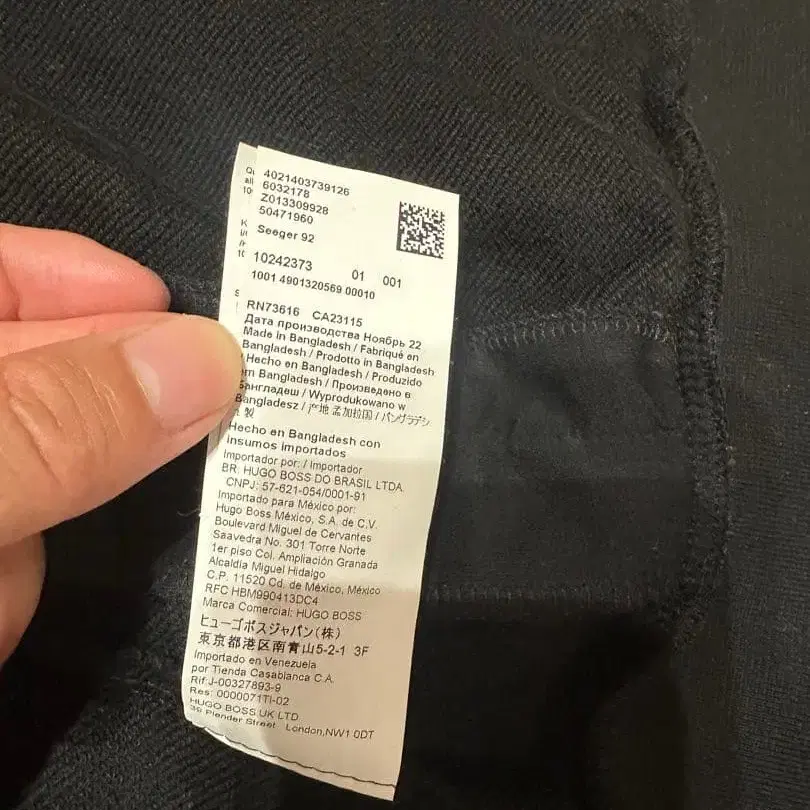 4021403739126
6032178
Z013309928
50471960
Seeger 92
10242373 01 001
1001 4901320569 00010
RN73616 CA23115
Дата производства Ноябрь 22
Made in Bangladesh / Fabriqué en
Bangladesh / Prodotto in Bangladesh
/ Hecho en Bangladesh / Produzido
em Bangladesh / Произведено в
Бангладеш / Wyprodukowano w
Bangladesz / 产地 孟加拉国 / バングラデシ
製
Hecho en Bangladesh con
insumos importados
Importador por: / Importador
BR. HUGO BOSS DO BRASIL LTDA.
CNPJ: 57-621-054/0001-91
Importado para México por:
Hugo Boss México, S.A. de C.V.
Boulevard Miguel de Cervantes
Saavedra No. 301 Torre Norte
1er piso Col. Ampliación Granada
Alcaldía Miguel Hidalgo
C.P. 11520 Cd. de México, México
RFC HBM990413DC4
Marca Comercial: HUGO BOSS
ヒューゴボスジャパン(株)
東京都港区南青山5-2-1 3F
Importado en Venezuela
por Tienda Casablanca C.A.
Rif:J-00327893-9
Res: 0000071TI-02
HUGO BOSS UK LTD
39 Plender Street London,NW1 0DT